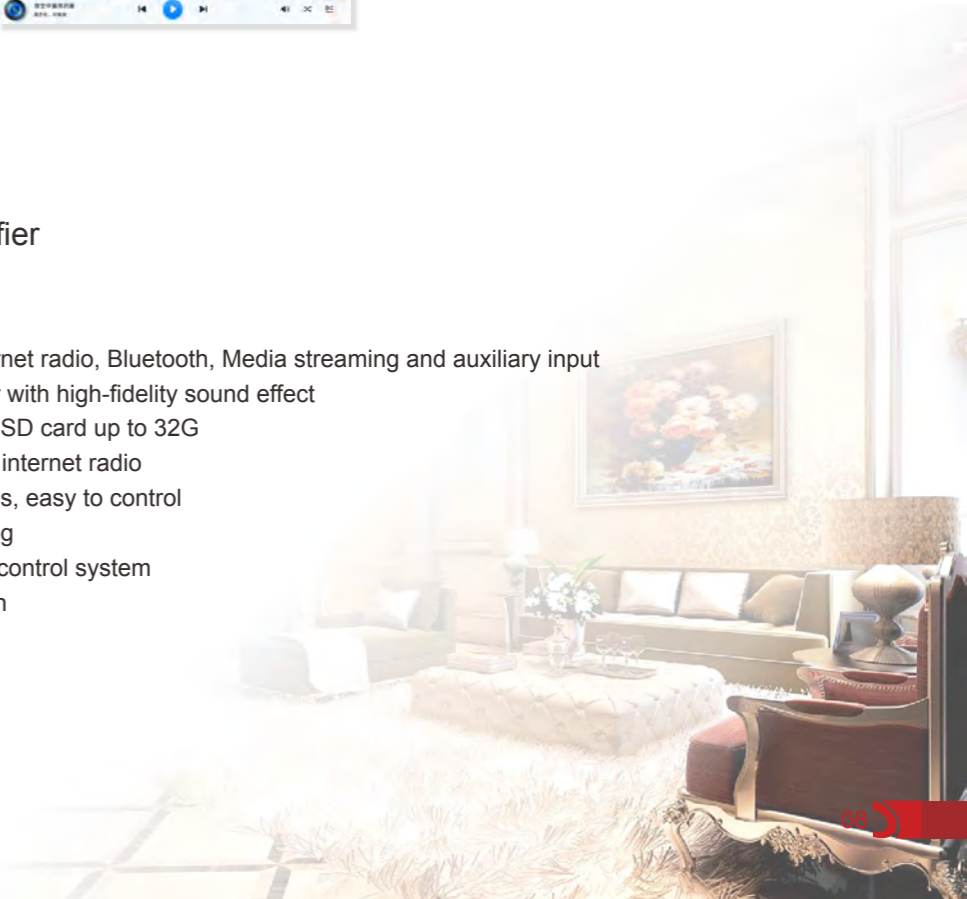 fier
rnet radio, Bluetooth, Media streaming and auxiliary input
with high-fidelity sound effect
SD card up to 32G
internet radio
s, easy to control
g
control system
n
08